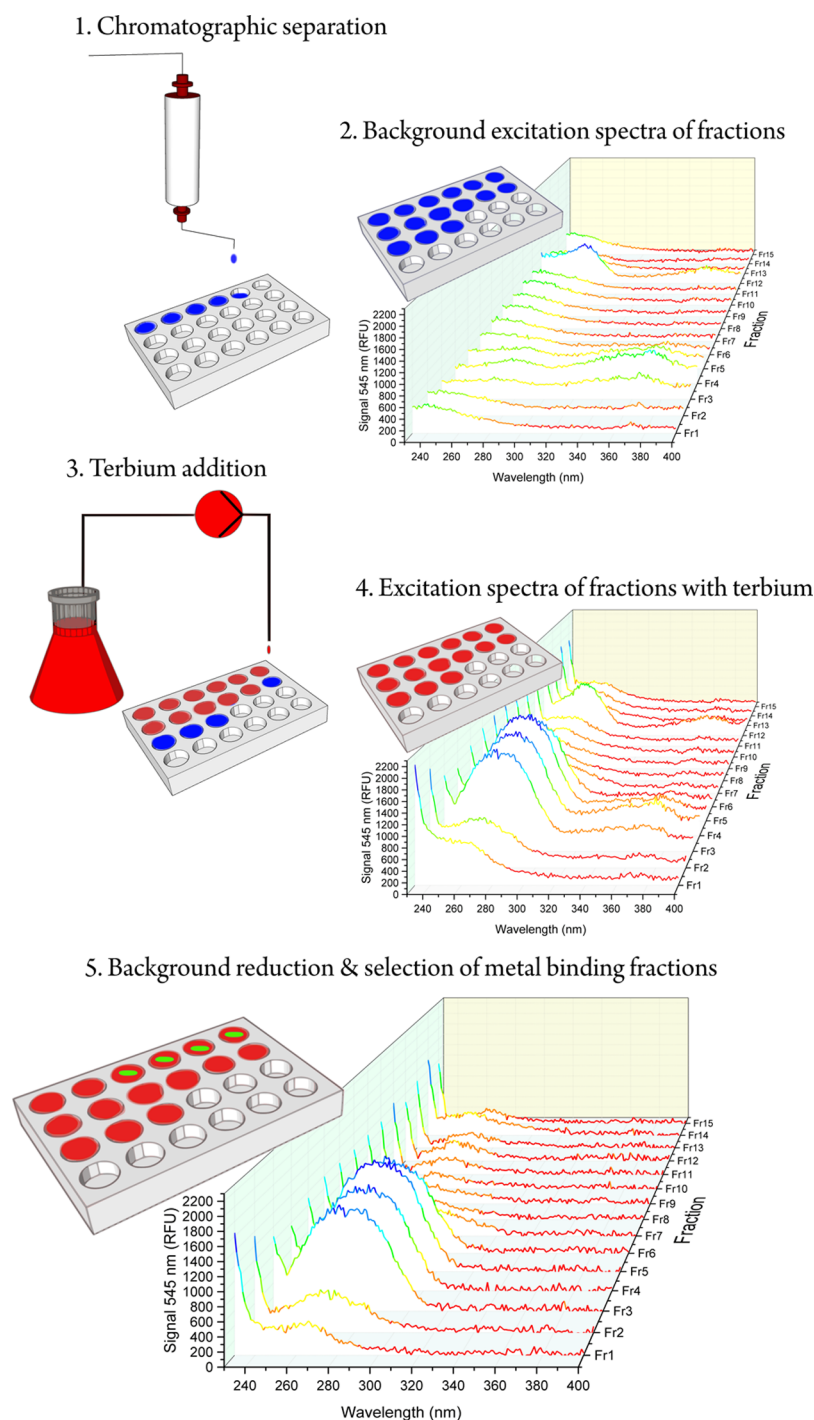 1. Chromatographic separation
2. Background excitation spectra of fractions
Signal 545 nm (RFU)
2200
2000
1800
1600
1400
1200
1000
800
600
400
200
0
240 260 280 300 320 340 360 380 400
Wavelength (nm)
Fr15
Fr14
Fr13
Fr12
Fr11
Fr10
Fr9
Fr8
Fr7
Fr6
Fr5
Fr4
Fr3
Fr2
Fr1
Fraction
3. Terbium addition
4. Excitation spectra of fractions with terbium
Signal 545 nm (RFU)
2200
2000
1800
1600
1400
1200
1000
800
600
400
200
0
240 260 280 300 320 340 360 380 400
Wavelength (nm)
Fr15
Fr14
Fr13
Fr12
Fr11
Fr10
Fr9
Fr8
Fr7
Fr6
Fr5
Fr4
Fr3
Fr2
Fr1
Fraction
5. Background reduction & selection of metal binding fractions
Signal 545 nm (RFU)
2200
2000
1800
1600
1400
1200
1000
800
600
400
200
0
240 260 280 300 320 340 360 380 400
Wavelength (nm)
Fr15
Fr14
Fr13
Fr12
Fr11
Fr10
Fr9
Fr8
Fr7
Fr6
Fr5
Fr4
Fr3
Fr2
Fr1
Fraction